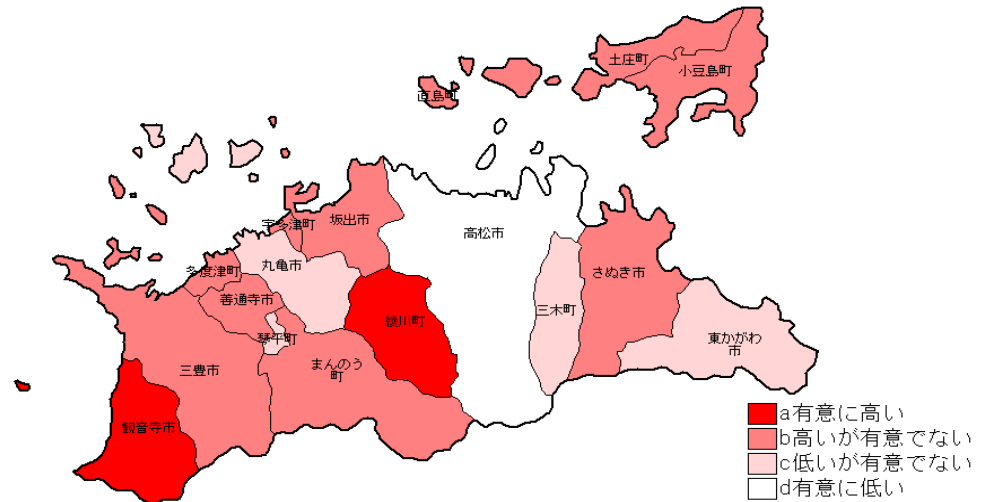 土庄町
小豆島町
直島町
宇多津町
坂出市
高松市
丸亀市
多度津町
さぬき市
善通寺市
綾川町
三木町
琴平町
東かがわ
市
三豊市
まんのう
町
観音寺市
a有意に高い
b高いが有意でない
c低いが有意でない
d有意に低い